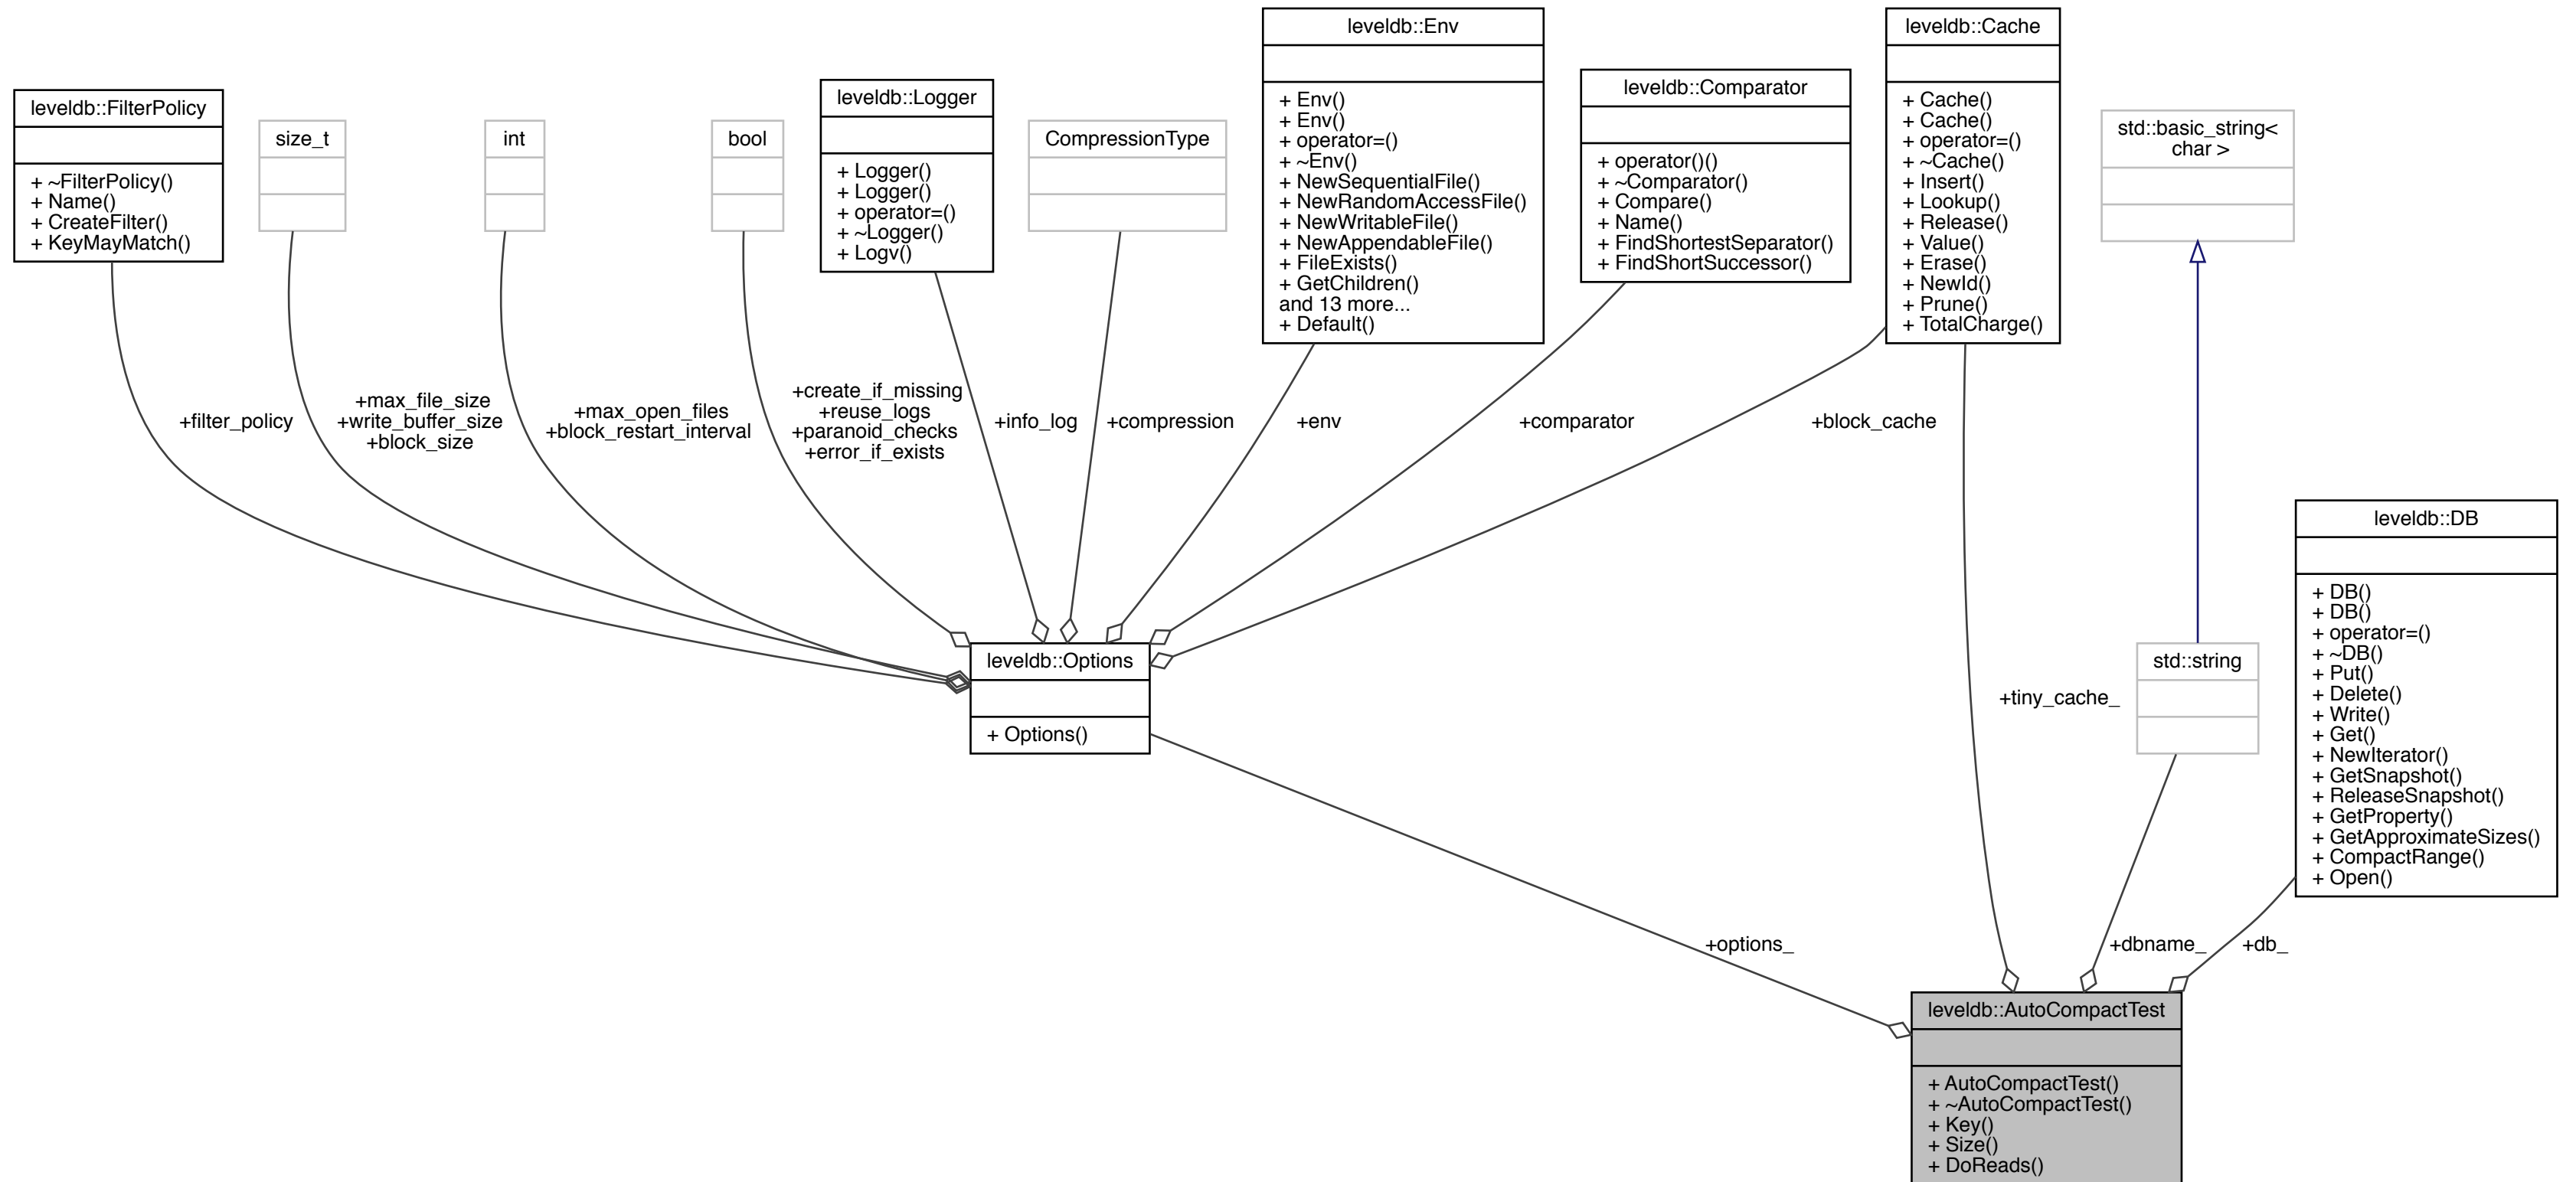 leveldb::FilterPolicy
+ ~FilterPolicy()
+ Name()
+ CreateFilter()
+ KeyMayMatch()
size_t
int
bool
leveldb::Logger
+ Logger()
+ Logger()
+ operator=()
+ ~Logger()
+ Logv()
CompressionType
leveldb::Env
+ Env()
+ Env()
+ operator=()
+ ~Env()
+ NewSequentialFile()
+ NewRandomAccessFile()
+ NewWritableFile()
+ NewAppendableFile()
+ FileExists()
+ GetChildren()
and 13 more...
+ Default()
leveldb::Comparator
+ operator()()
+ ~Comparator()
+ Compare()
+ Name()
+ FindShortestSeparator()
+ FindShortSuccessor()
leveldb::Cache
+ Cache()
+ Cache()
+ operator=()
+ ~Cache()
+ Insert()
+ Lookup()
+ Release()
+ Value()
+ Erase()
+ NewId()
+ Prune()
+ TotalCharge()
std::basic_string<
char >
+filter_policy
+max_file_size
+write_buffer_size
+block_size
+max_open_files
+block_restart_interval
+create_if_missing
+reuse_logs
+paranoid_checks
+error_if_exists
+info_log
+compression
+env
+comparator
+block_cache
leveldb::DB
+ DB()
+ DB()
+ operator=()
+ ~DB()
+ Put()
+ Delete()
+ Write()
+ Get()
+ NewIterator()
+ GetSnapshot()
+ ReleaseSnapshot()
+ GetProperty()
+ GetApproximateSizes()
+ CompactRange()
+ Open()
leveldb::Options
+ Options()
+tiny_cache_
std::string
+options_
+dbname_
+db_
leveldb::AutoCompactTest
+ AutoCompactTest()
+ ~AutoCompactTest()
+ Key()
+ Size()
+ DoReads()